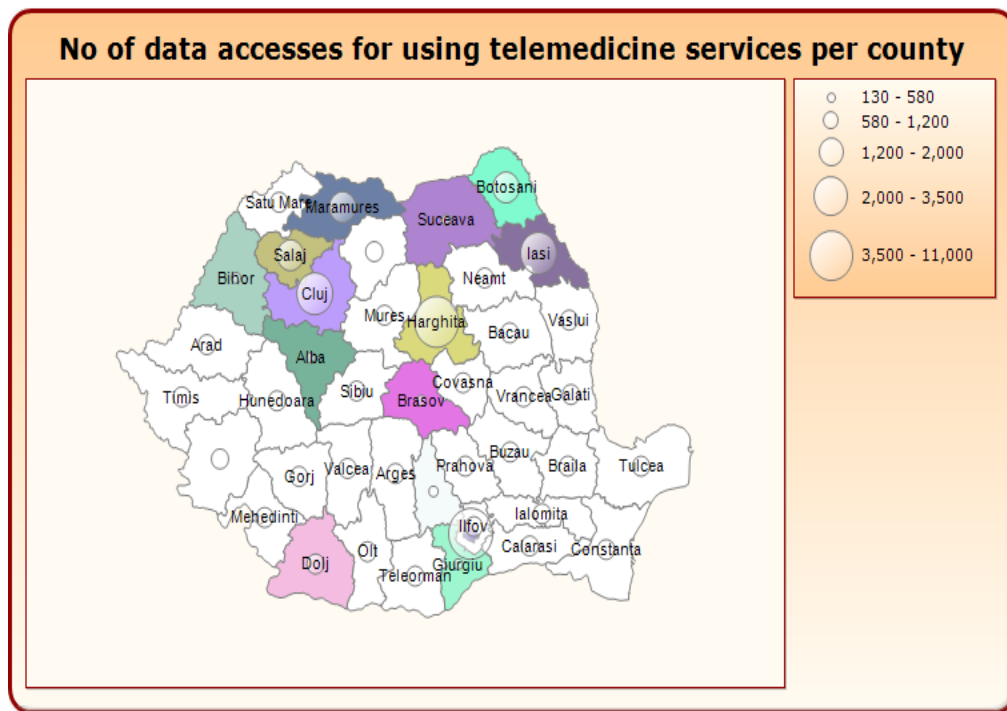 No of data accesses for using telemedicine services per county
130 - 580
580 - 1,200
1,200 - 2,000
2,000 - 3,500
3,500 - 11,000
Botosani
Satu Mare
Maramures
Suceava
Salaj
Iasi
Bihor
Neamt
Cluj
Mures
Harghita
Vaslui
Bacau
Arad
Alba
Covasna
Timis
Hunedoara
Sibiu
Brasov
Vrancea
Galati
Buzau
Valcea
Prahova
Braila
Tulcea
Gorj
Arges
Mehedinti
Ilfov
Ialomita
Olt
Calarasi
Constanta
Dolj
Giurgiu
Teleorman